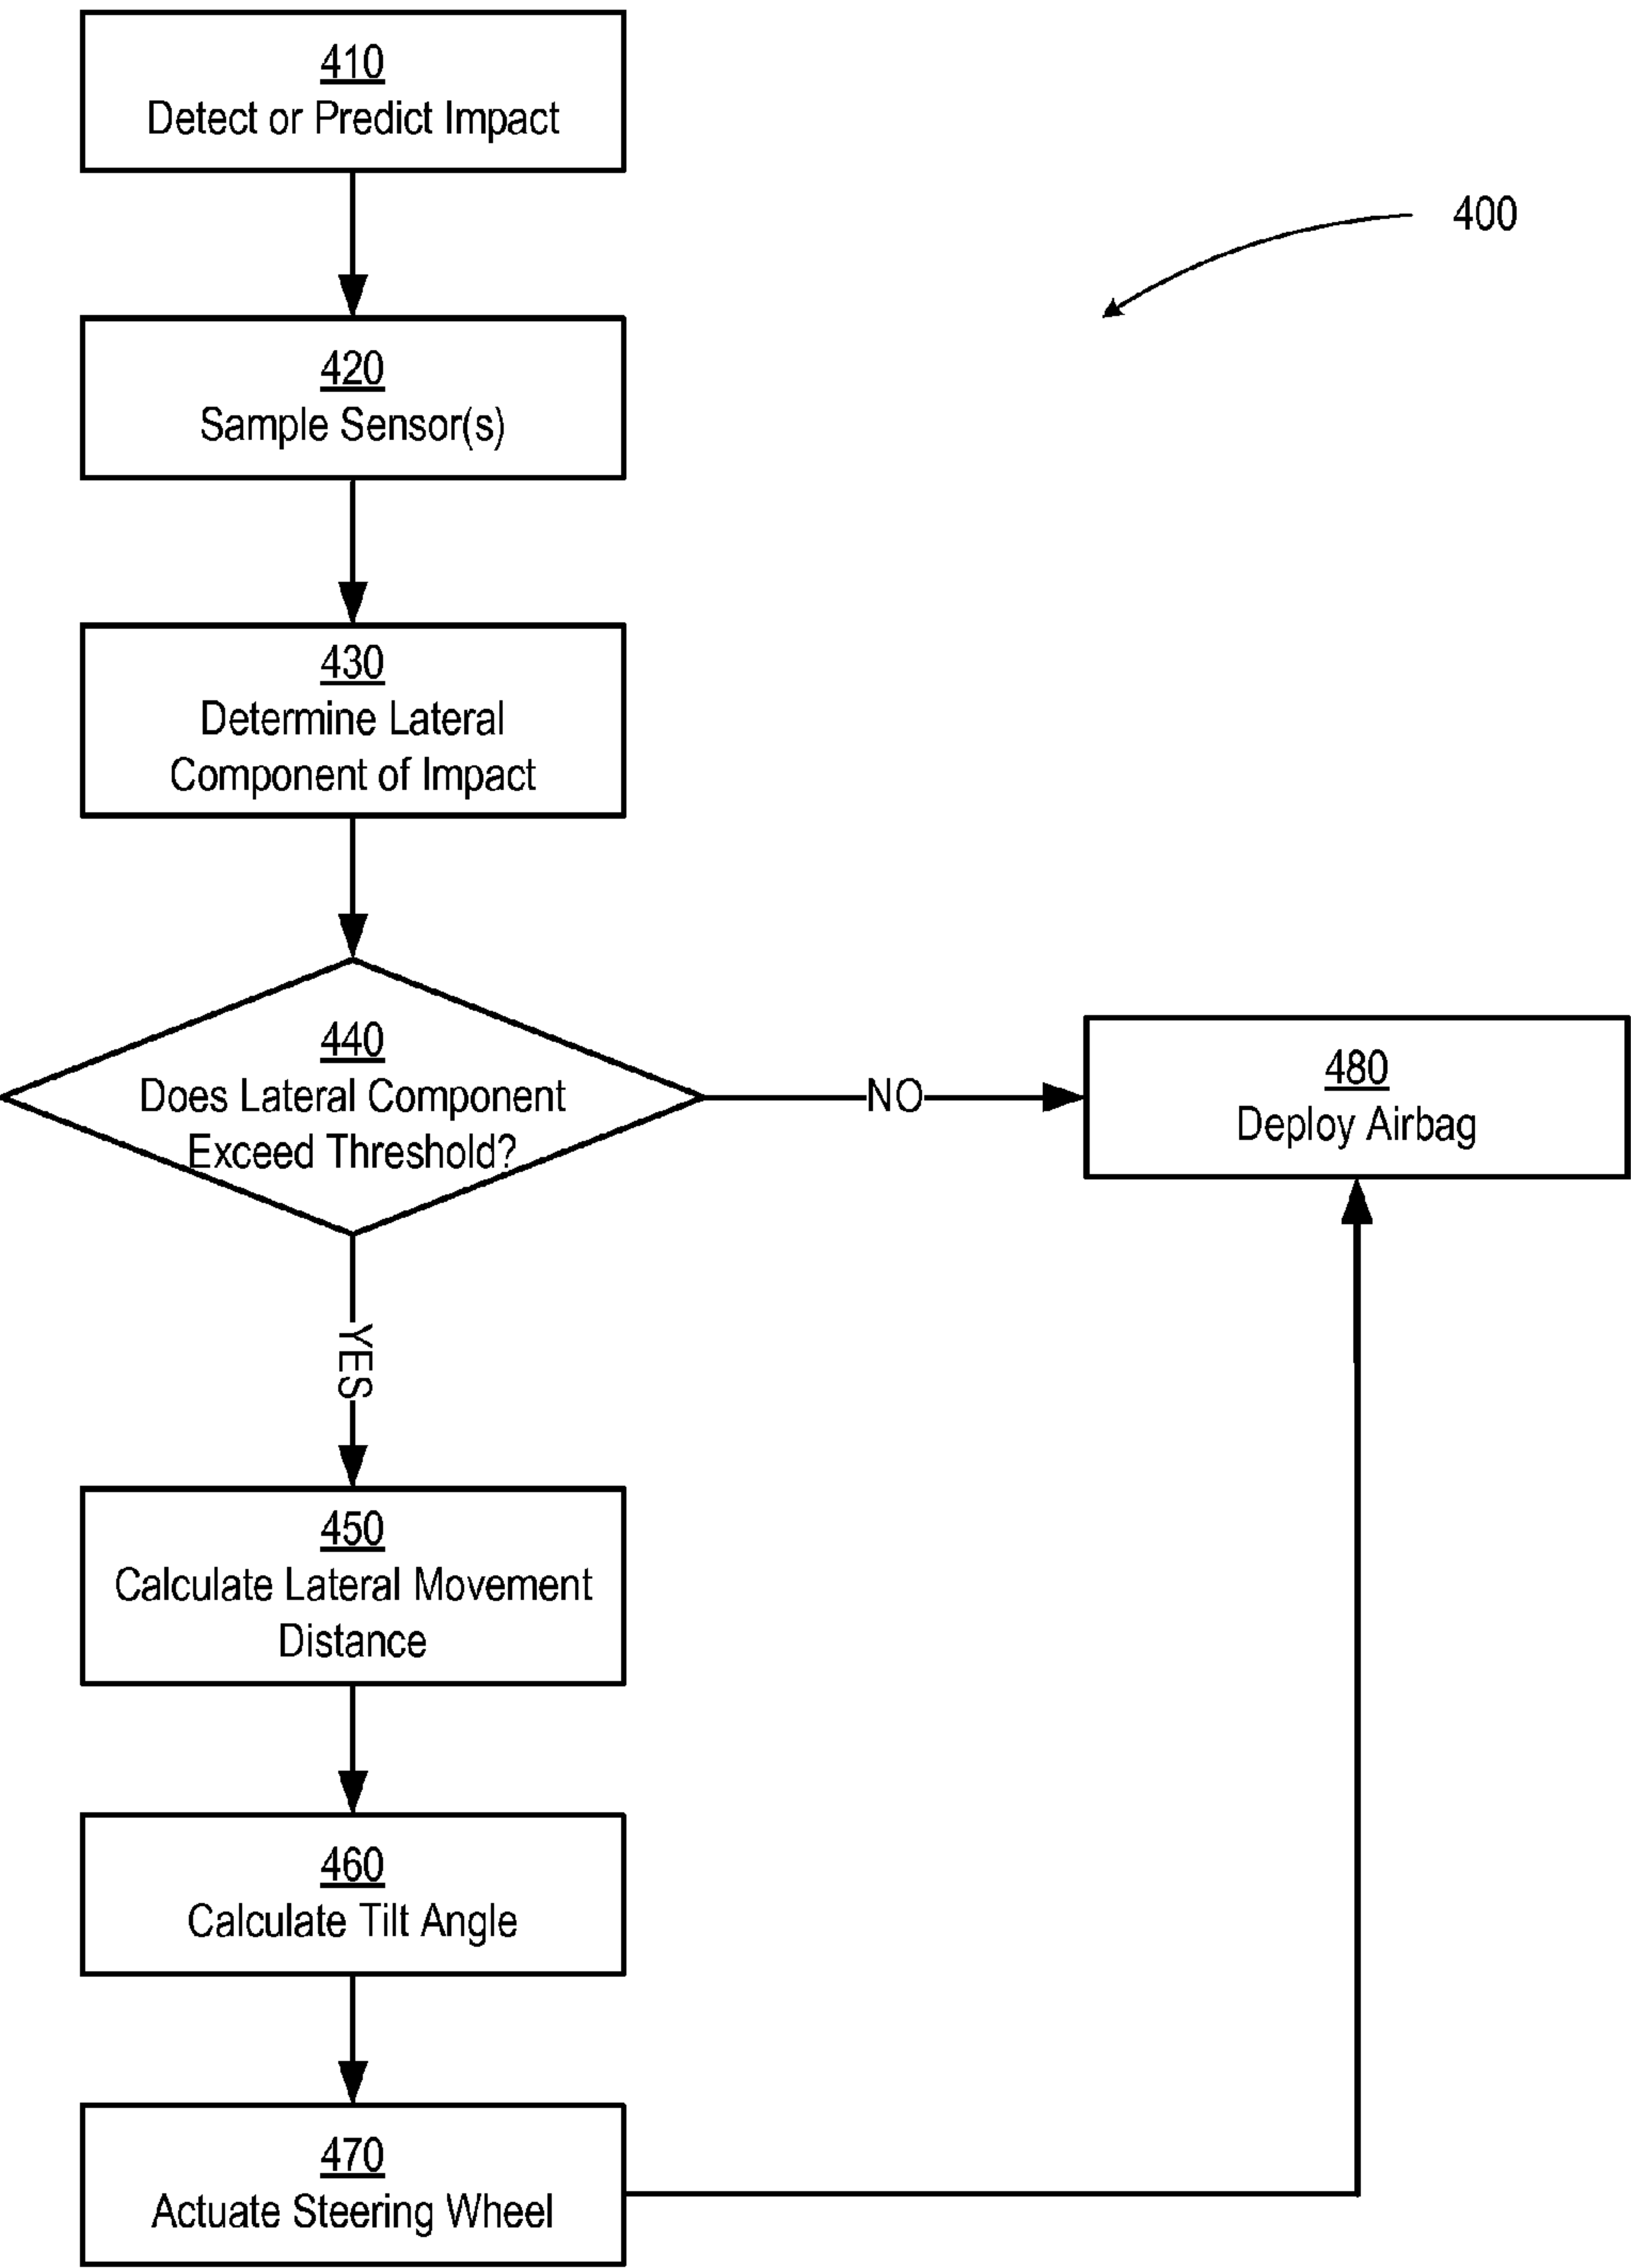 410
Detect or Predict Impact
400
420
Sample Sensor(s)
430
Determine Lateral
Component of Impact
440
Does Lateral Component
Exceed Threshold?
NO
480
Deploy Airbag
YES
450
Calculate Lateral Movement
Distance
460
Calculate Tilt Angle
470
Actuate Steering Wheel